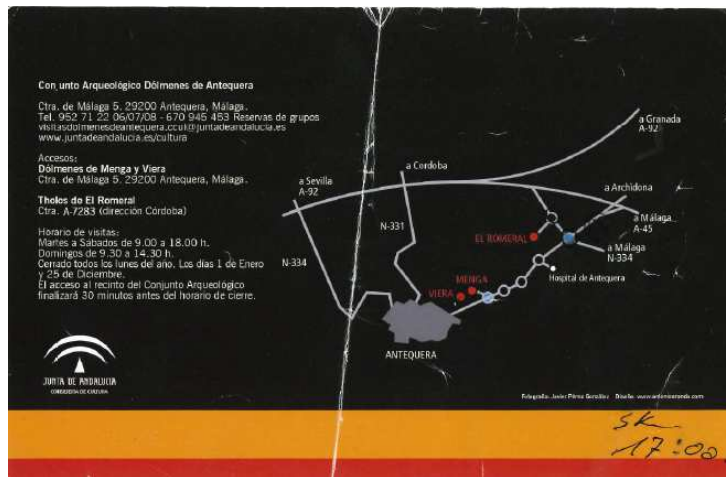 Conjunto Arqueológico Dólmenes de Antequera
Ctra. de Málaga 5. 29200 Antequera, Málaga.
Tel. 952 71 22 06/07/08 - 670 945 453 Reservas de grupos
visitasdolmenesdeantequera.ccul@juntadeandalucia.es
www.juntadeandalucia.es/cultura
Accesos:
Dólmenes de Menga y Viera
Ctra. de Málaga 5. 29200 Antequera, Málaga.
Tholos de El Romeral
Ctra. A-7283 (dirección Córdoba)
Horario de visitas:
Martes a Sábados de 9.00 a 18.00 h.
Domingos de 9.30 a 14.30 h.
Cerrado todos los lunes del año. Los días 1 de Enero
y 25 de Diciembre.
El acceso al recinto del Conjunto Arqueológico
finalizará 30 minutos antes del horario de cierre.
JUNTA DE ANDALUCIA
CONSEJERIA DE CULTURA
a Granada
A-92
a Cordoba
a Sevilla
A-92
a Archidona
a Málaga
A-45
N-331
EL ROMERAL
a Málaga
N-334
N-334
Hospital de Antequera
MENGA
VIERA
ANTEQUERA
Fotografía: Javier Pérez González Diseño: www.antoniaranda.com
17:00